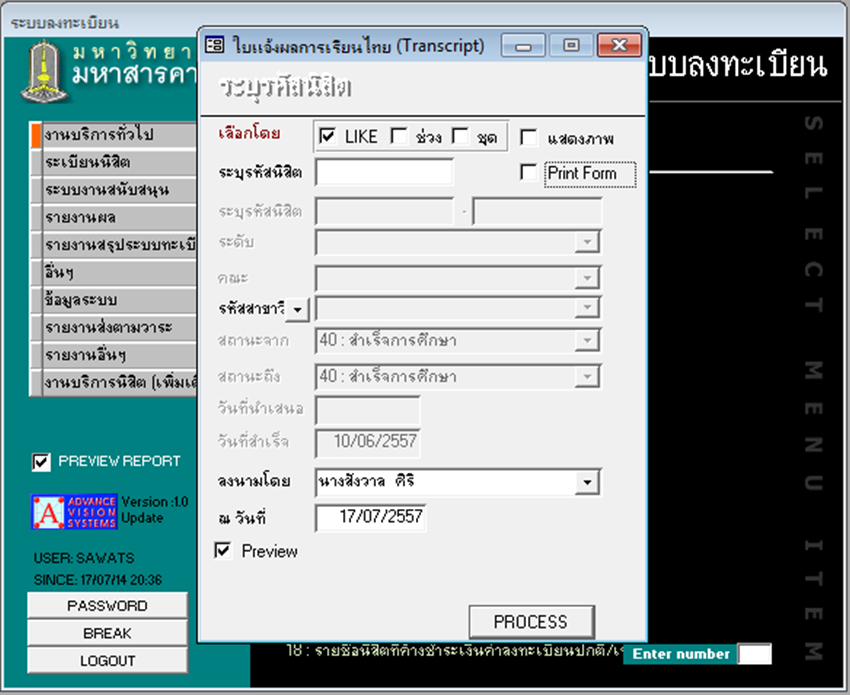 ระบบลงทะเบียน
ใบแจ้งผลการเรียนไทย (Transcript)
มหาวิทยา
มหาสารคา
บบลงทะเบียน
ระบุรหัสนิสิต
งานบริการทั่วไป
ระเบียนนิสิต
ระบบงานสนับสนุน
รายงานผล
รายงานสรุประบบทะเบี
อื่นๆ
ข้อมูลระบบ
รายงานส่งตามวาระ
รายงานอื่นๆ
งานบริการนิสิต (เพิ่มเติ
เลือกโดย LIKE ช่วง ชุด แสดงภาพ
ระบุรหัสนิสิต Print Form
ระบุรหัสนิสิต -
ระดับ
คณะ
รหัสสาขาวิ
สถานะจาก 40 : สำเร็จการศึกษา
สถานะถึง 40 : สำเร็จการศึกษา
วันที่นำเสนอ
วันที่สำเร็จ 10/06/2557
ลงนามโดย นางสังวาล ศิริ
ณ วันที่ 17/07/2557
Preview
PROCESS
PREVIEW REPORT
A ADVANCE VISION SYSTEMS
Version :1.0
Update
USER: SAWATS
SINCE: 17/07/14 20:36
PASSWORD
BREAK
LOGOUT
SELECT MENU ITEM
18 : รายชื่อนิสิตที่ค้างชำระเงินค่าลงทะเบียนปกติ/เ
Enter number